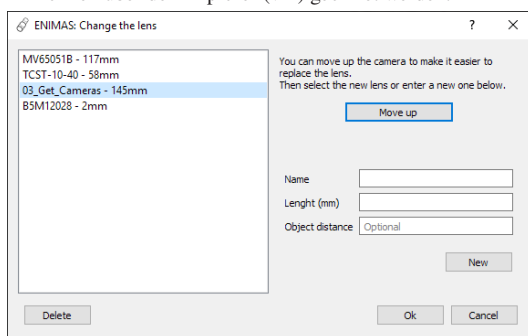 ENIMAS: Change the lens
?
MV65051B - 117mm
TCST-10-40 - 58mm
03_Get_Cameras - 145mm
B5M12028 - 2mm
You can move up the camera to make it easier to
replace the lens.
Then select the new lens or enter a new one below.
Move up
Name
Lenght (mm)
Object distance Optional
New
Delete
Ok
Cancel